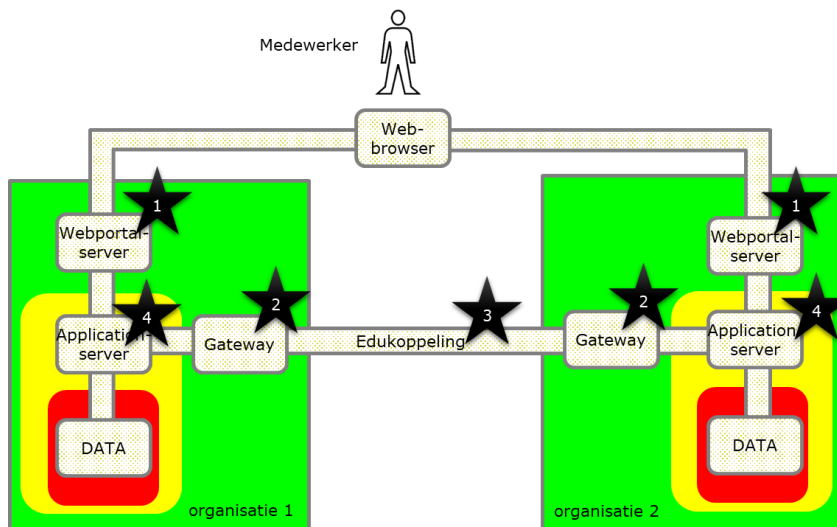 Medewerker
Web-
browser
1
1
Webportal-
server
Webportal-
server
4
2
2
4
3
Application-
server
Gateway
Edukoppeling
Gateway
Application
server
DATA
DATA
organisatie 1
organisatie 2